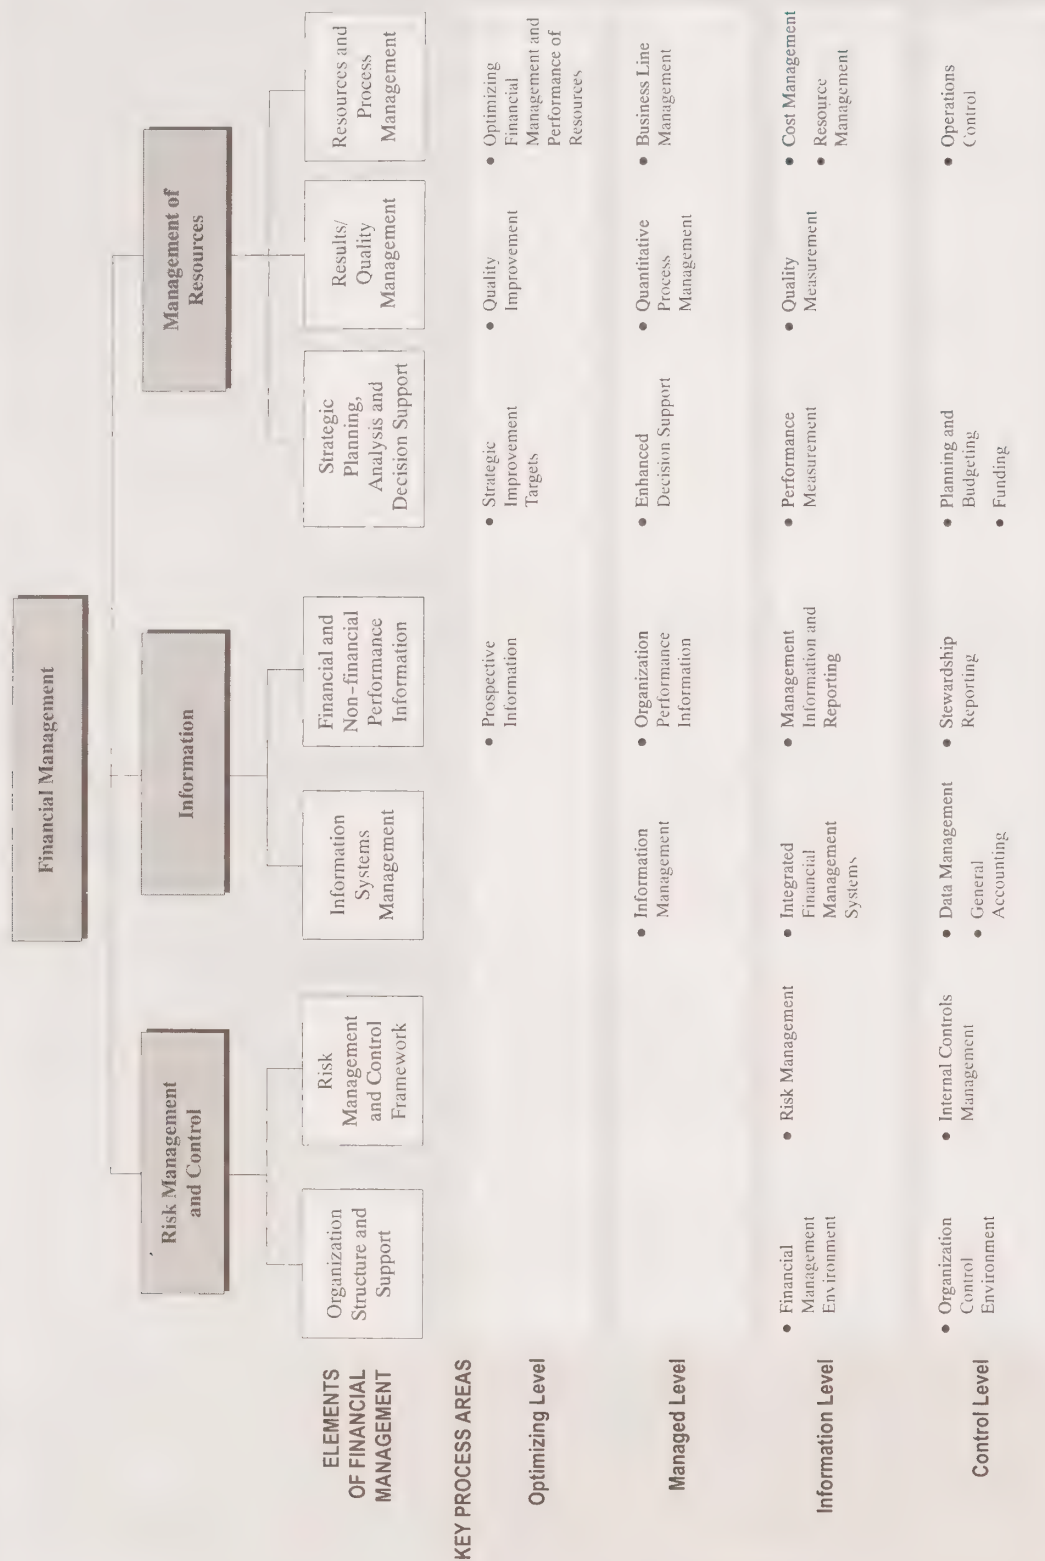 Financial Management
Risk Management
and Control
Information
Management of
Resources
ELEMENTS
OF FINANCIAL
MANAGEMENT
Organization
Structure and
Support
Risk
Management
and Control
Framework
Information
Systems
Management
Financial and
Non-financial
Performance
Information
Strategic
Planning,
Analysis and
Decision Support
Results/
Quality
Management
Resources and
Process
Management
KEY PROCESS AREAS
Optimizing Level
• Prospective
Information
• Strategic
Improvement
Targets
• Quality
Improvement
• Optimizing
Financial
Management and
Performance of
Resources
Managed Level
• Information
Management
• Organization
Performance
Information
• Enhanced
Decision Support
• Quantitative
Process
Management
• Business Line
Management
Information Level
• Financial
Management
Environment
• Risk Management
• Integrated
Financial
Management
Systems
• Management
Information and
Reporting
• Performance
Measurement
• Quality
Measurement
• Cost Management
• Resource
Management
Control Level
• Organization
Control
Environment
• Internal Controls
Management
• Data Management
• General
Accounting
• Stewardship
Reporting
• Planning and
Budgeting
• Funding
• Operations
Control